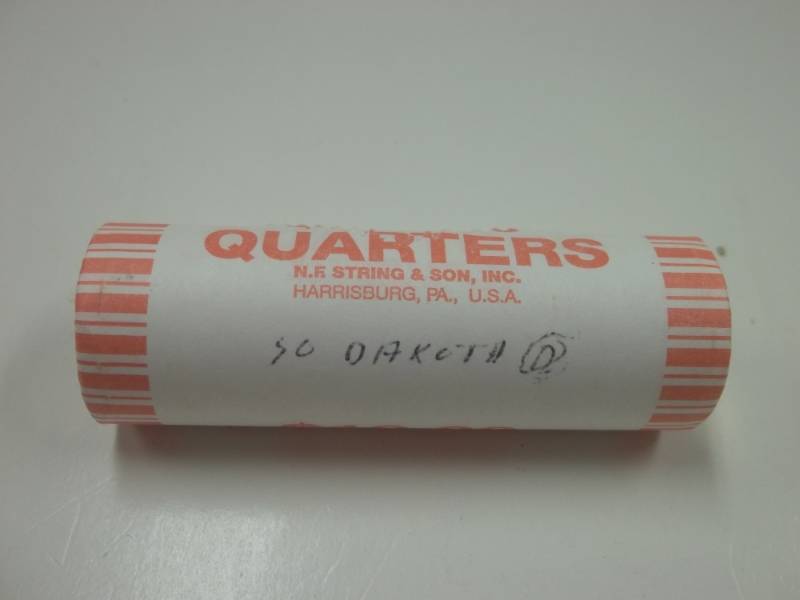 QUARTERS
N.F. STRING & SON, INC.
HARRISBURG, PA., U.S.A.
SO DAKOTA D